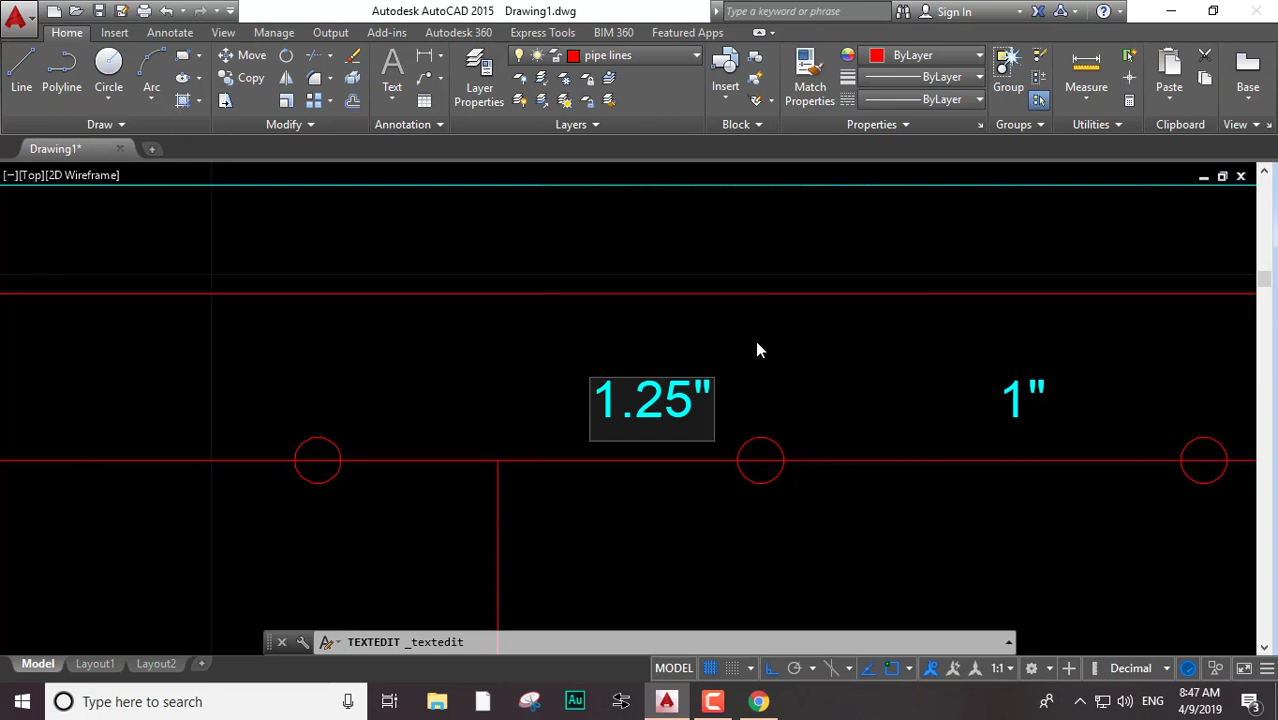 Autodesk AutoCAD 2015 Drawing1.dwg
Type a keyword or phrase
Sign In
Home Insert Annotate View Manage Output Add-ins Autodesk 360 Express Tools BIM 360 Featured Apps
Line Polyline Circle Arc
Move
Copy
Text
Layer Properties
pipe lines
Insert
Match Properties
ByLayer
ByLayer
ByLayer
Group
Measure
Paste
Base
Draw Modify Annotation Layers Block Properties Groups Utilities Clipboard View
Drawing1*
[−][Top][2D Wireframe]
1.25" 1"
TEXTEDIT _textedit
Model Layout1 Layout2
MODEL 1:1 Decimal
Type here to search
Au
ENG
8:47 AM
4/9/2019
3